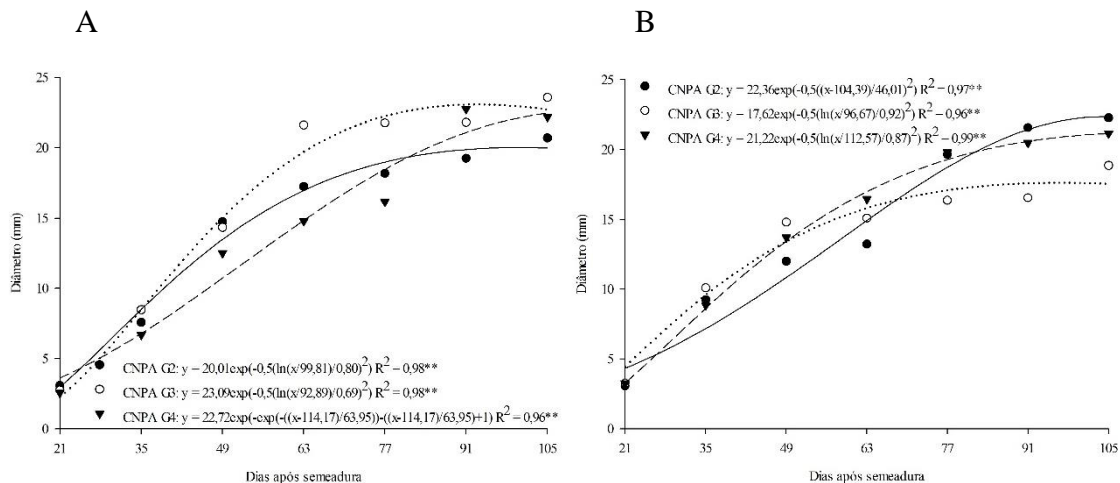 A
B
25
20
15
10
5
0
Diâmetro (mm)
CNPA G2: y = 20,01exp(-0,5(ln(x/99,81)/0,80)² R² = 0,98**
CNPA G3: y = 23,09exp(-0,5(ln(x/92,89)/0,69)² R² = 0,98**
CNPA G4: y = 22,72exp(-exp(-((x-114,17)/63,95))-((x-114,17)/63,95)+1) R² = 0,96**
21 35 49 63 77 91 105
Dias após semeadura
25
20
15
10
5
0
Diâmetro (mm)
CNPA G2: y = 22,36exp(-0,5((x-104,39)/46,01)²) R² = 0,97**
CNPA G3: y = 17,62exp(-0,5(ln(x/96,67)/0,92)²) R² = 0,96**
CNPA G4: y = 21,22exp(-0,5(ln(x/112,57)/0,87)²) R² = 0,99**
21 35 49 63 77 91 105
Dias após semeadura